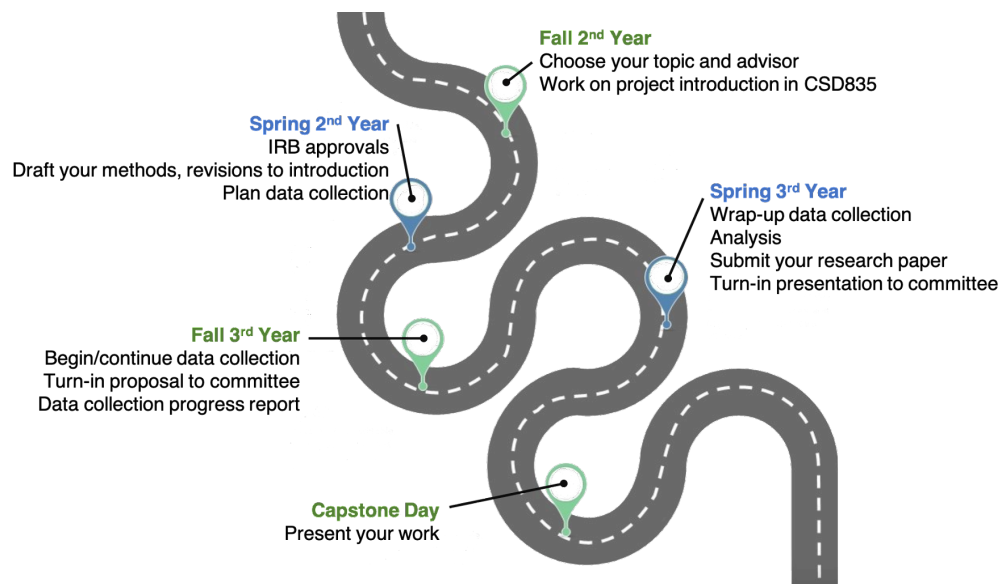 Fall 2nd Year
Choose your topic and advisor
Work on project introduction in CSD835
Spring 2nd Year
IRB approvals
Draft your methods, revisions to introduction
Plan data collection
Spring 3rd Year
Wrap-up data collection
Analysis
Submit your research paper
Turn-in presentation to committee
Fall 3rd Year
Begin/continue data collection
Turn-in proposal to committee
Data collection progress report
Capstone Day
Present your work